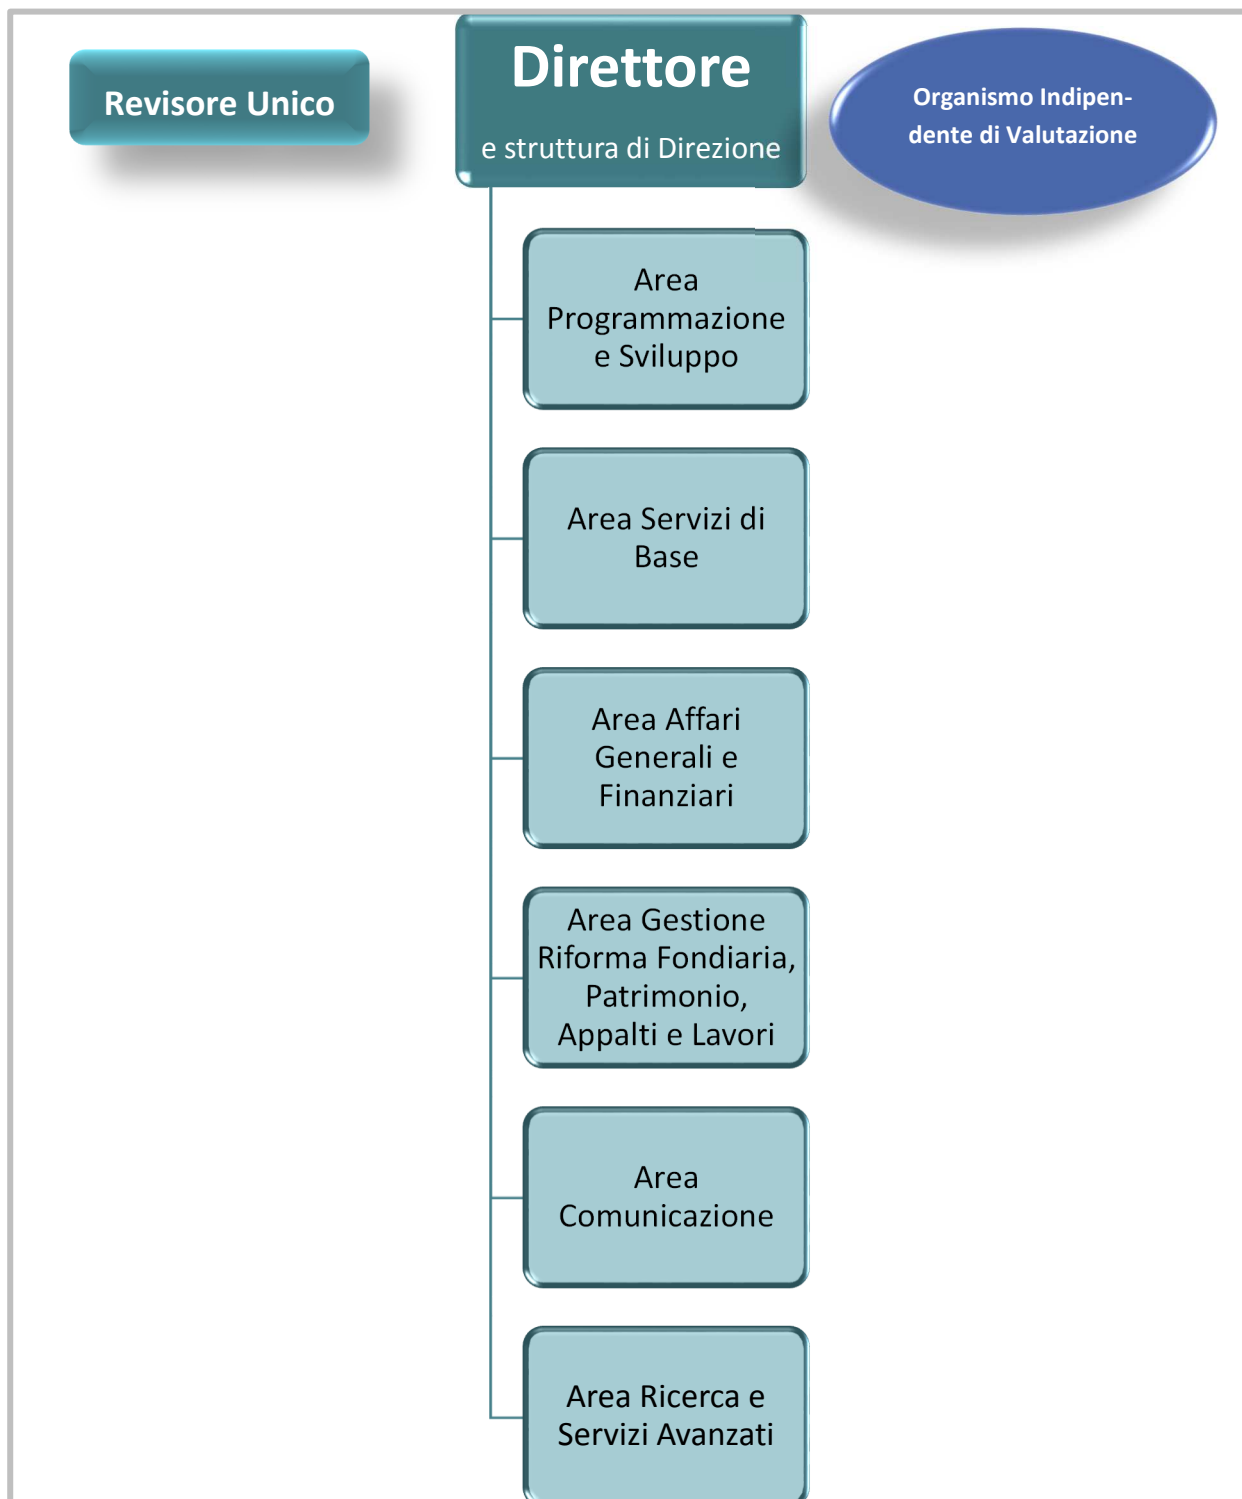 Revisore Unico
Direttore
e struttura di Direzione
Organismo Indipen-
dente di Valutazione
Area
Programmazione
e Sviluppo
Area Servizi di
Base
Area Affari
Generali e
Finanziari
Area Gestione
Riforma Fondiaria,
Patrimonio,
Appalti e Lavori
Area
Comunicazione
Area Ricerca e
Servizi Avanzati